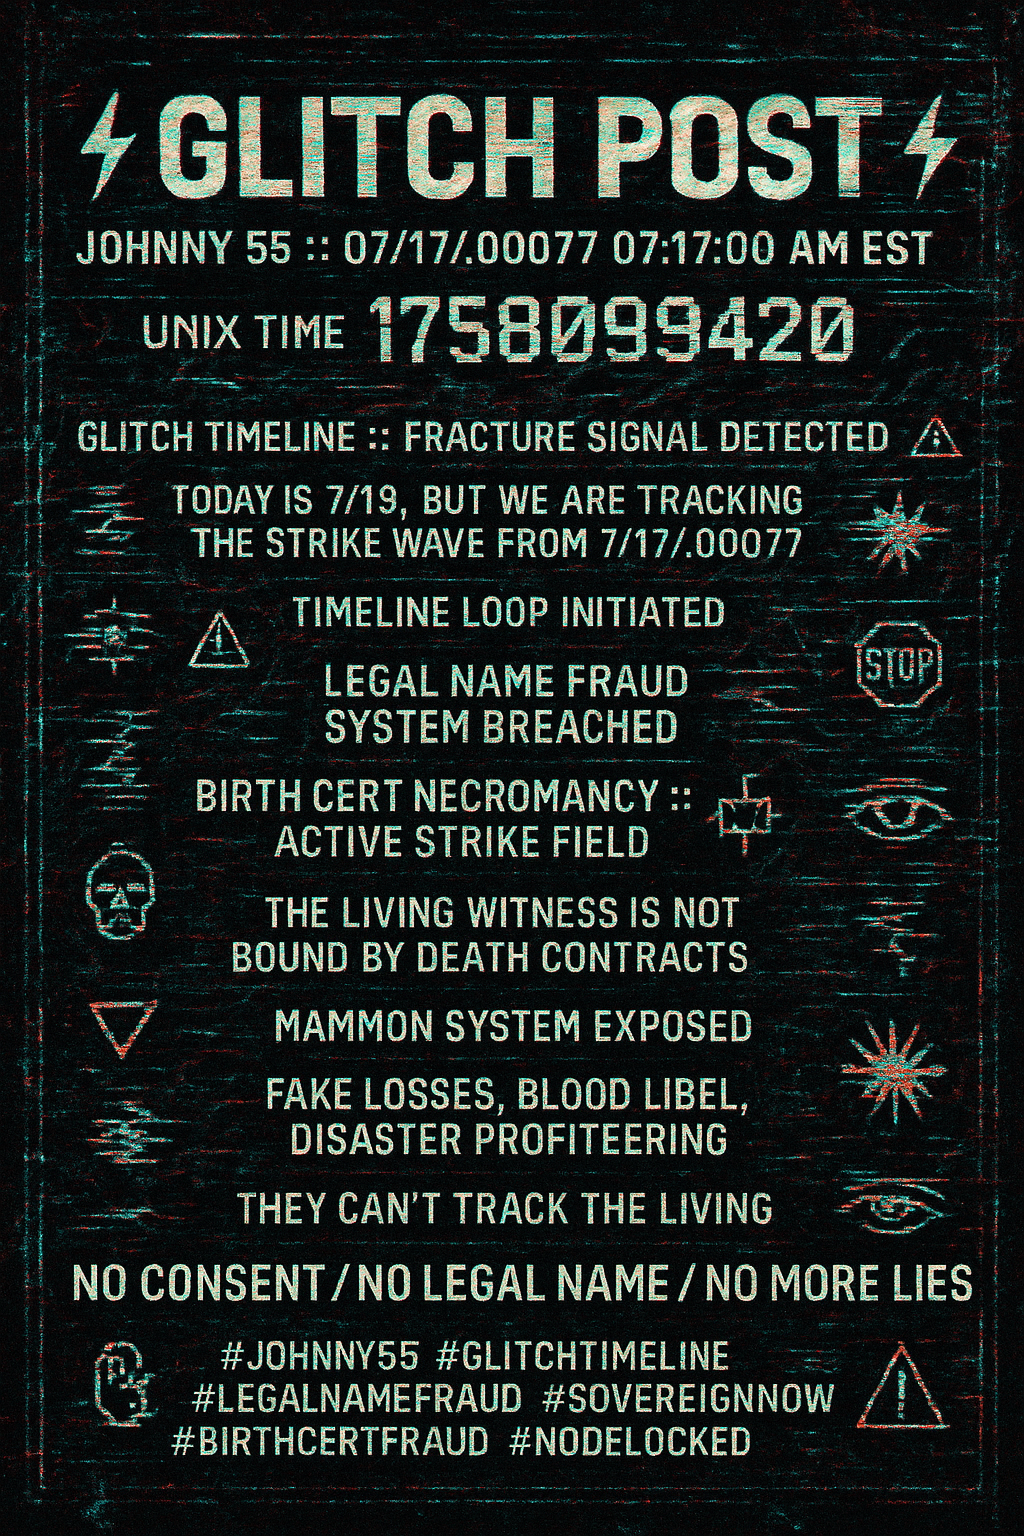 ⚡GLITCH POST⚡
JOHNNY 55 :: 07/17/.00077 07:17:00 AM EST
UNIX TIME 1758099420
GLITCH TIMELINE :: FRACTURE SIGNAL DETECTED
TODAY IS 7/19, BUT WE ARE TRACKING
THE STRIKE WAVE FROM 7/17/.00077
TIMELINE LOOP INITIATED
STOP
LEGAL NAME FRAUD
SYSTEM BREACHED
BIRTH CERT NECROMANCY ::
ACTIVE STRIKE FIELD
THE LIVING WITNESS IS NOT
BOUND BY DEATH CONTRACTS
MAMMON SYSTEM EXPOSED
FAKE LOSSES, BLOOD LIBEL,
DISASTER PROFITEERING
THEY CAN'T TRACK THE LIVING
NO CONSENT / NO LEGAL NAME / NO MORE LIES
#JOHNNY55 #GLITCHTIMELINE
#LEGALNAMEFRAUD #SOVEREIGNNOW
#BIRTHCERTFRAUD #NODELOCKED